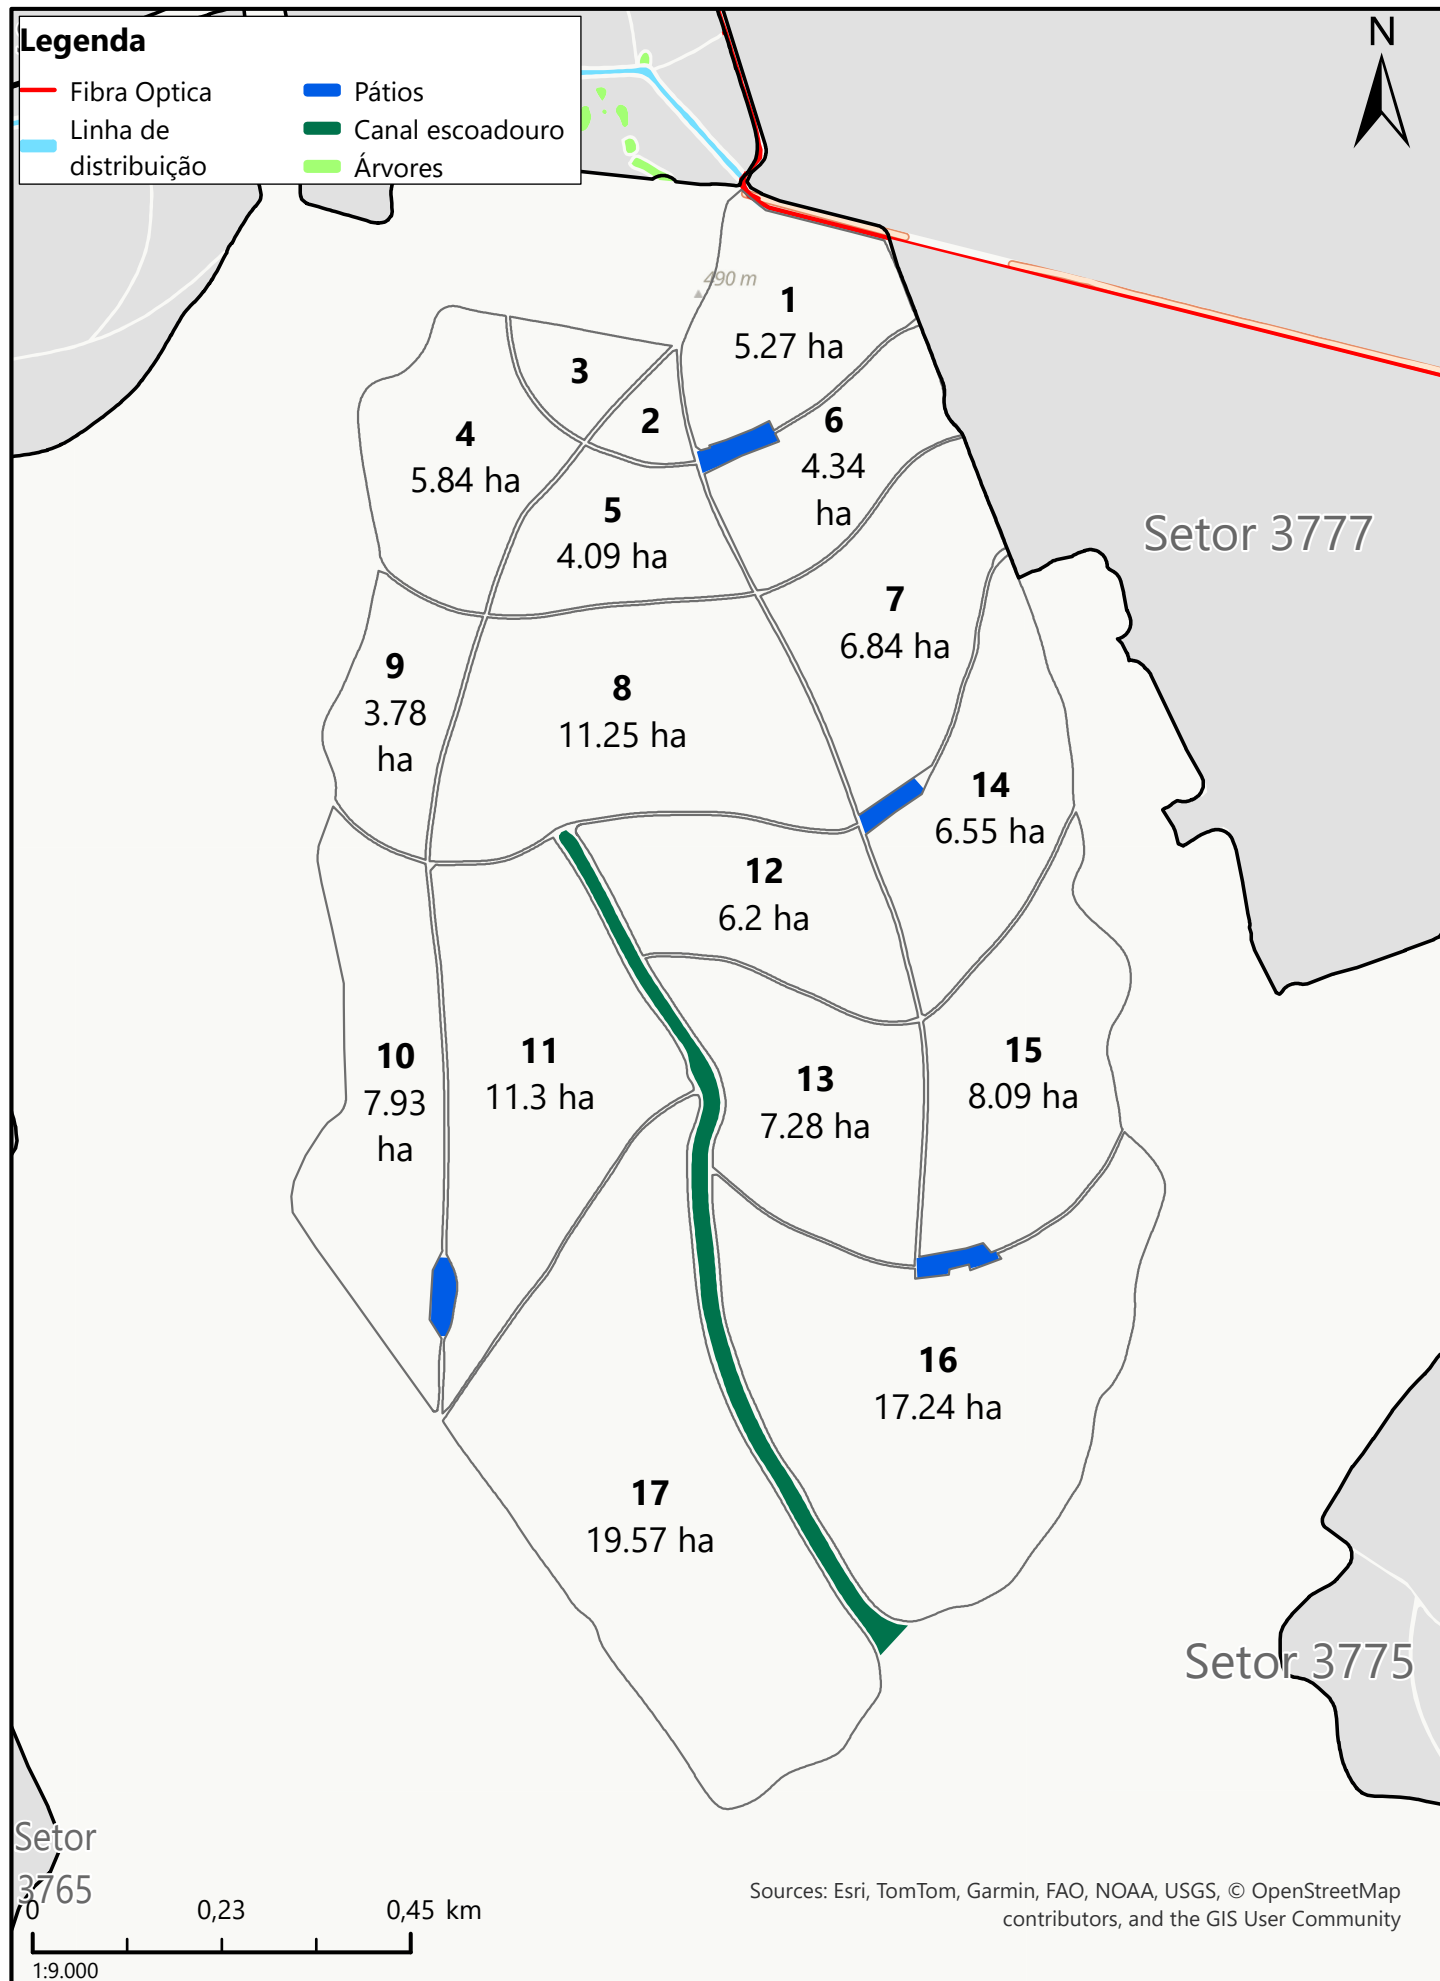 Legenda
Fibra Optica
Linha de
distribuição
Pátios
Canal escoadouro
Árvores
N
490 m
1
5.27 ha
3
2
4
5.84 ha
6
4.34
ha
5
4.09 ha
Setor 3777
7
6.84 ha
9
3.78
ha
8
11.25 ha
14
6.55 ha
12
6.2 ha
10
7.93
ha
11
11.3 ha
13
7.28 ha
15
8.09 ha
16
17.24 ha
17
19.57 ha
Setor 3775
Setor
3765
0 0,23 0,45 km
1:9.000
Sources: Esri, TomTom, Garmin, FAO, NOAA, USGS, © OpenStreetMap
contributors, and the GIS User Community